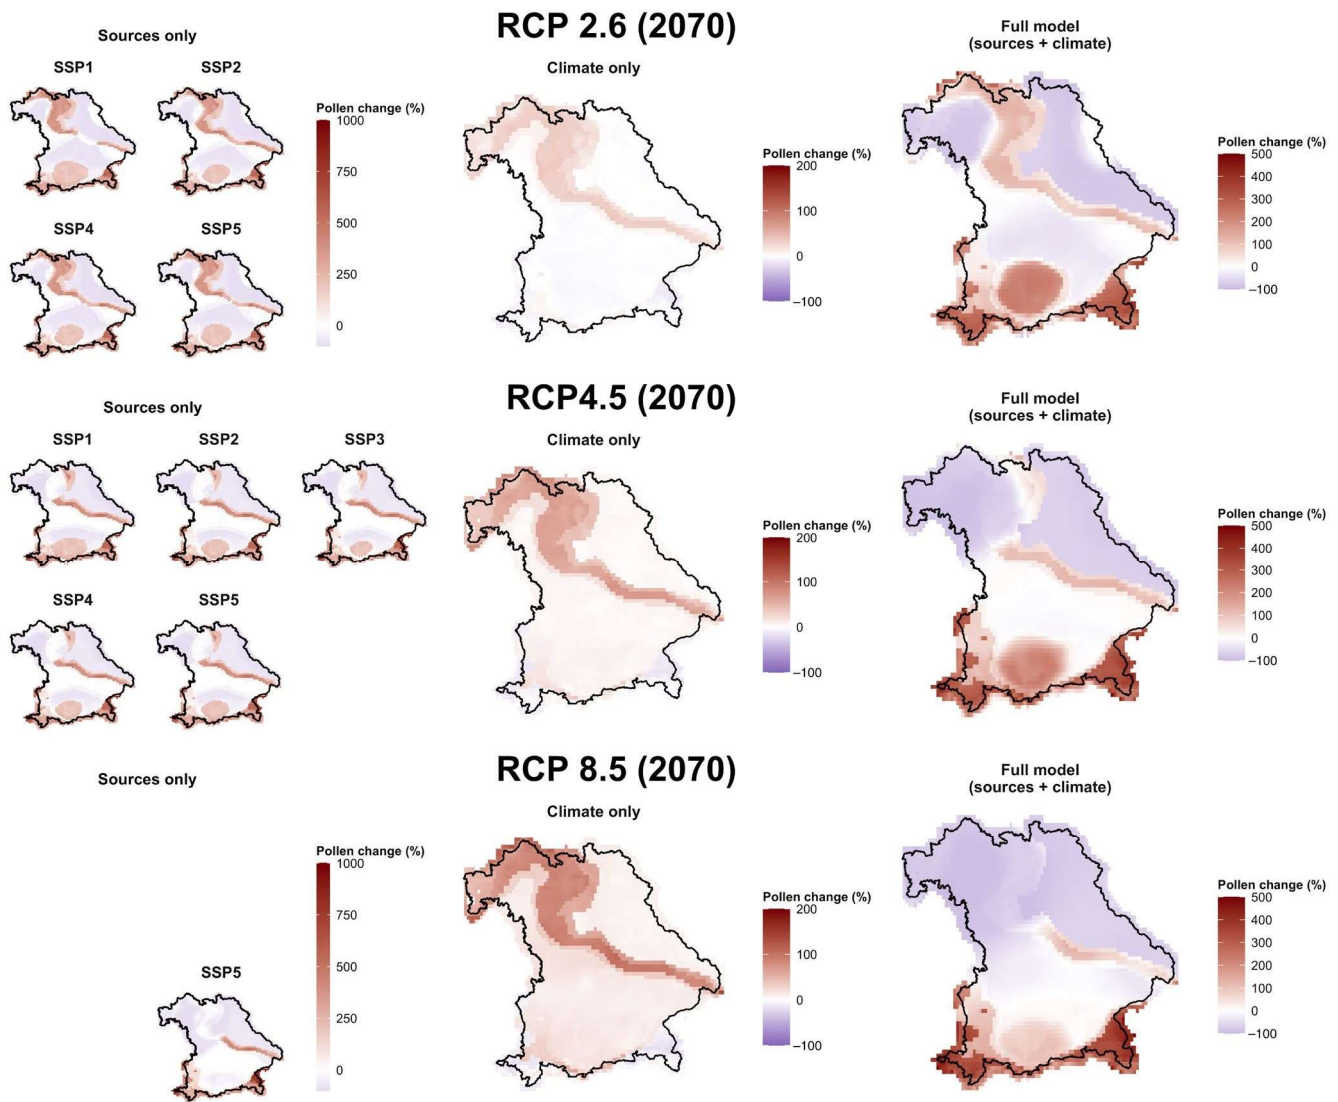 RCP 2.6 (2070)
Sources only
SSP1
SSP2
SSP4
SSP5
Pollen change (%)
1000
750
500
250
0
Climate only
Pollen change (%)
200
100
0
−100
Full model
(sources + climate)
Pollen change (%)
500
400
300
200
100
0
−100
RCP4.5 (2070)
Sources only
SSP1
SSP2
SSP3
SSP4
SSP5
Climate only
Pollen change (%)
200
100
0
−100
Full model
(sources + climate)
Pollen change (%)
500
400
300
200
100
0
−100
RCP 8.5 (2070)
Sources only
SSP5
Pollen change (%)
1000
750
500
250
0
Climate only
Pollen change (%)
200
100
0
−100
Full model
(sources + climate)
Pollen change (%)
500
400
300
200
100
0
−100